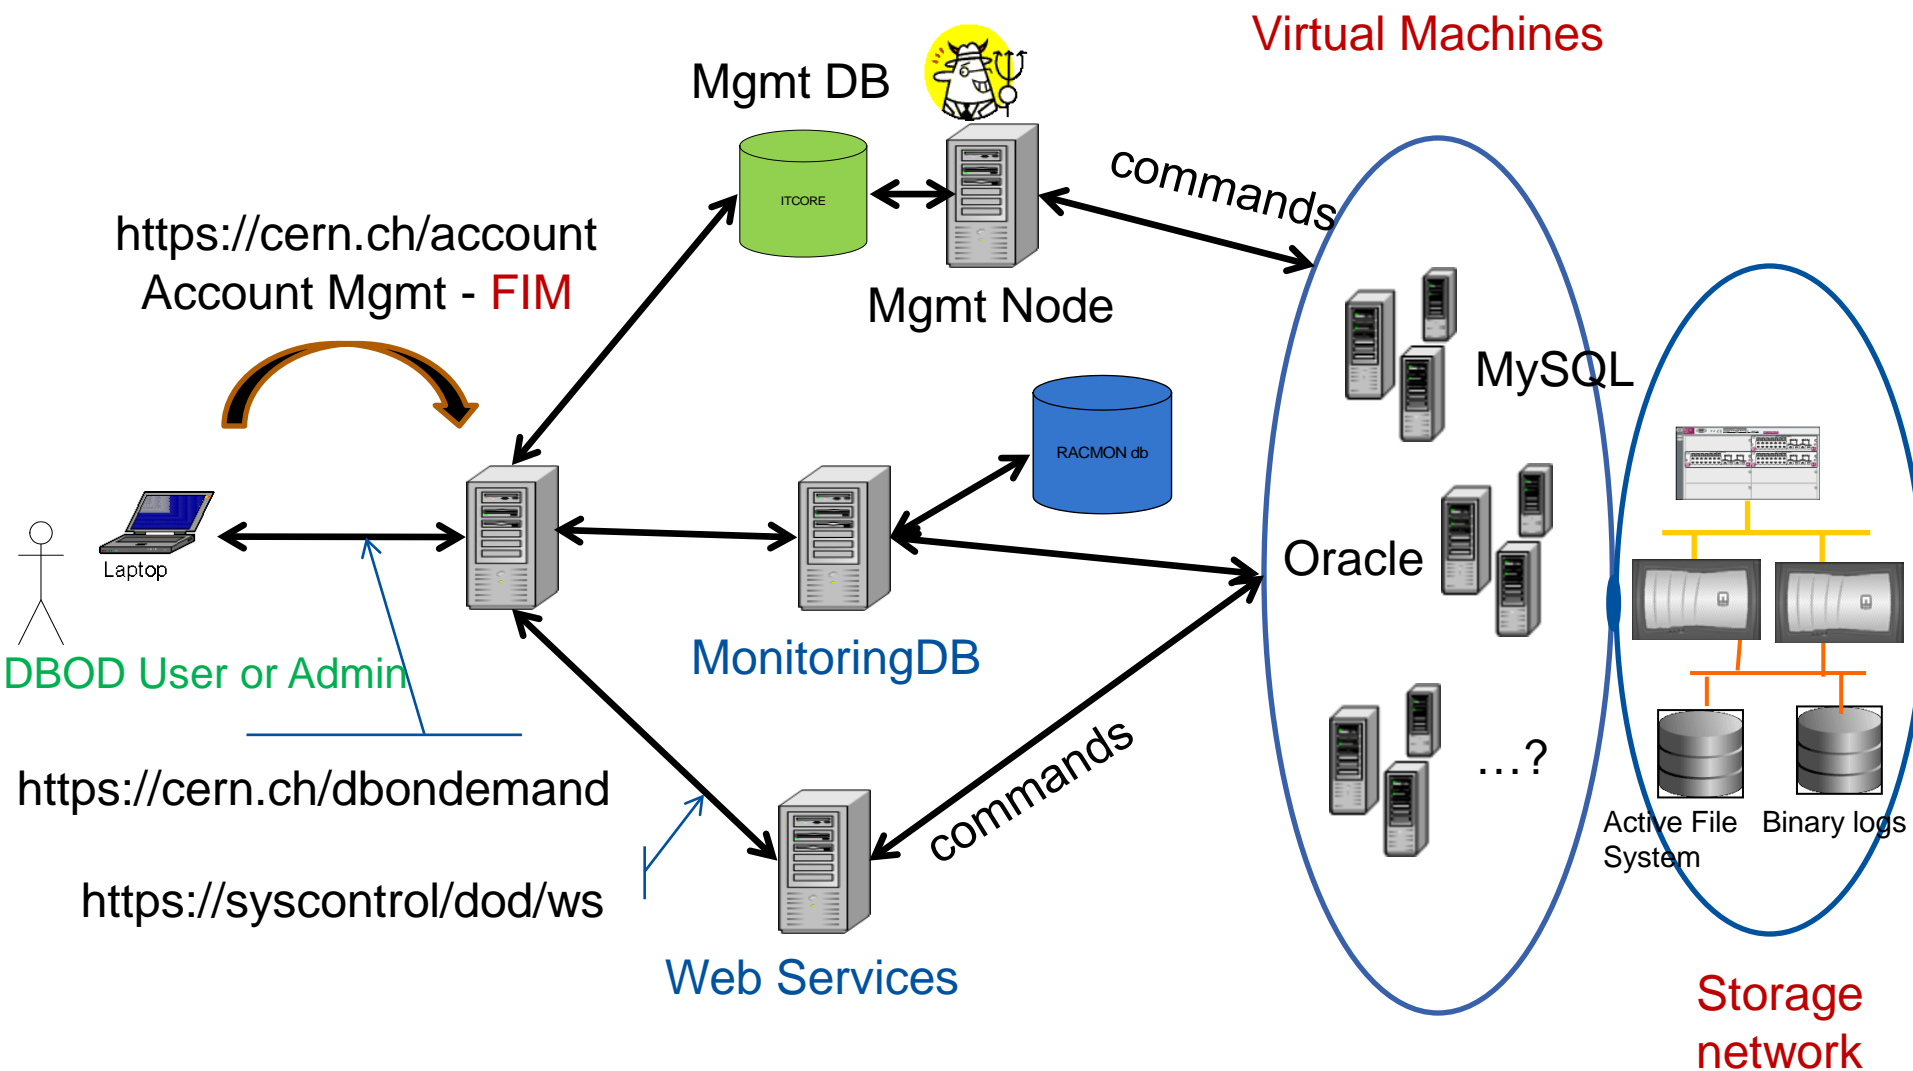 Virtual Machines
Mgmt DB
ITCORE
commands
https://cern.ch/account
Account Mgmt - FIM
Mgmt Node
MySQL
RACMON db
Oracle
Laptop
DBOD User or Admin
MonitoringDB
https://cern.ch/dbondemand
commands
…?
Active File
System
Binary logs
https://syscontrol/dod/ws
Web Services
Storage
network